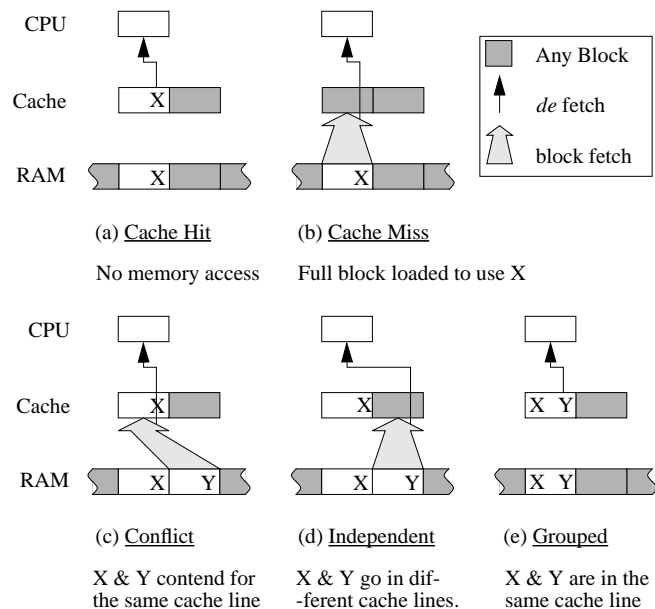 CPU
Cache
X
RAM
X
X
Any Block
de fetch
block fetch
(a) Cache Hit
(b) Cache Miss
No memory access
Full block loaded to use X
CPU
Cache
X
X
X Y
RAM
X Y
X Y
X Y
(c) Conflict
(d) Independent
(e) Grouped
X & Y contend for
the same cache line
X & Y go in dif-
-ferent cache lines.
X & Y are in the
same cache line